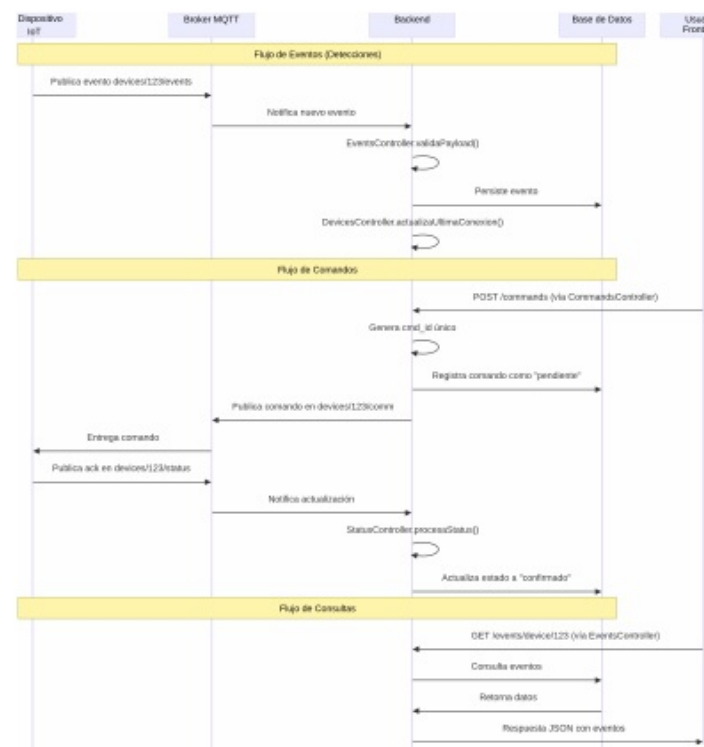 Dispositivo
IoT
Broker MQTT
Backend
Base de Datos
Usua
Front
Flujo de Eventos (Detecciones)
Publica evento devices/123/events
Notifica nuevo evento
EventsController.validaPayload()
Persiste evento
DevicesController.actualizaUltimaConexion()
Flujo de Comandos
POST /commands (vía CommandsController)
Genera cmd_id único
Registra comando como "pendiente"
Publica comando en devices/123/comm
Entrega comando
Publica ack en devices/123/status
Notifica actualización
StatusController.processStatus()
Actualiza estado a "confirmado"
Flujo de Consultas
GET /events/device/123 (vía EventsController)
Consulta eventos
Retorna datos
Respuesta JSON con eventos